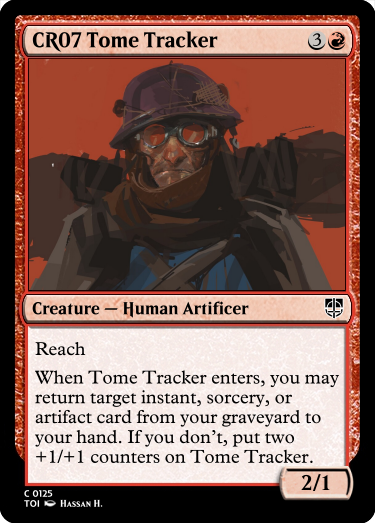 CR07 Tome Tracker 3
Creature — Human Artificer
Reach
When Tome Tracker enters, you may
return target instant, sorcery, or
artifact card from your graveyard to
your hand. If you don't, put two
+1/+1 counters on Tome Tracker.
2/1
C 0125
TOI Hassan H.